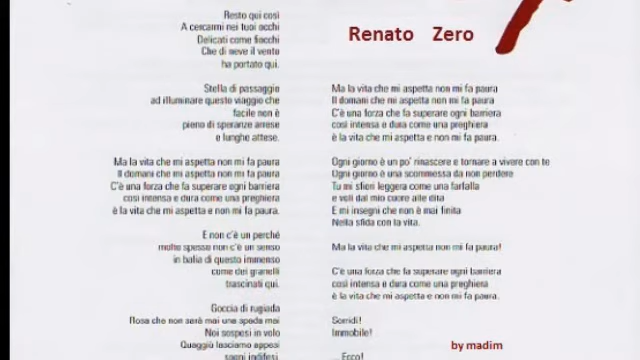 Resto qui così
A cercarmi nei tuoi occhi
Delicati come fiocchi
Che di neve il vento
ha portato qui.
Stella di passaggio
ad illuminare questo viaggio che
facile non è
pieno di speranze arrese
e lunghe attese.
Ma la vita che mi aspetta non mi fa paura
Il domani che mi aspetta non mi fa paura
C'è una forza che fa superare ogni barriera
così intensa e dura come una preghiera
è la vita che mi aspetta e non mi fa paura.
E non c'è un perché
molto spesso non c'è un senso
in balia di questo immenso
come dei granelli
trascinati qui.
Goccia di rugiada
Rosa che non sarà mai una spada mai
Noi sospesi in volo
Quaggiù lasciamo appesi
sogni indifesi.
Renato Zero
Ma la vita che mi aspetta non mi fa paura
Il domani che mi aspetta non mi fa paura
C'è una forza che fa superare ogni barriera
così intensa e dura come una preghiera
è la vita che mi aspetta e non mi fa paura.
Ogni giorno è un po' rinascere e tornare a vivere con te
Ogni giorno è una scommessa da non perdere
Tu mi sfiori leggera come una farfalla
e voli dal mio cuore alle dita
E mi insegni che non è mai finita
Nella sfida con la vita.
Ma la vita che mi aspetta non mi fa paura!
C'è una forza che fa superare ogni barriera
così intensa e dura come una preghiera
è la vita che mi aspetta e non mi fa paura.
Sorridi!
Immobile!
... Ecco!
by madim